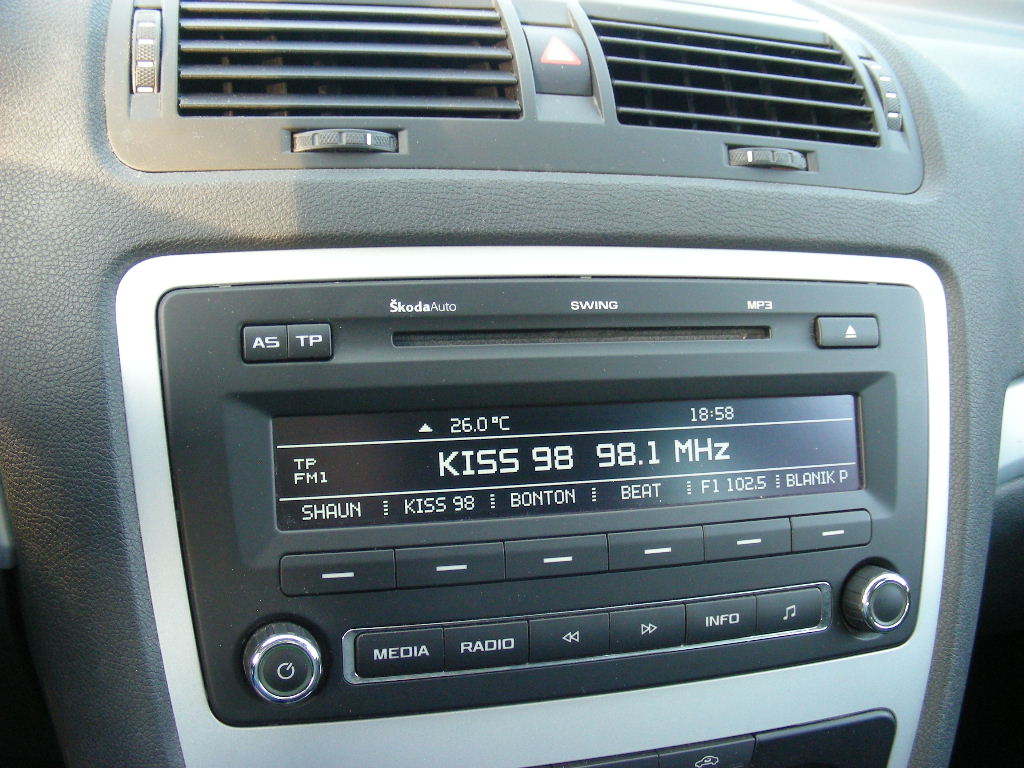 ŠkodaAuto SWING MP3
AS TP
26.0 °C 18:58
TP
FM1
KISS 98 98.1 MHz
SHAUN KISS 98 BONTON BEAT F1 102.5 BLANIK P
MEDIA RADIO INFO